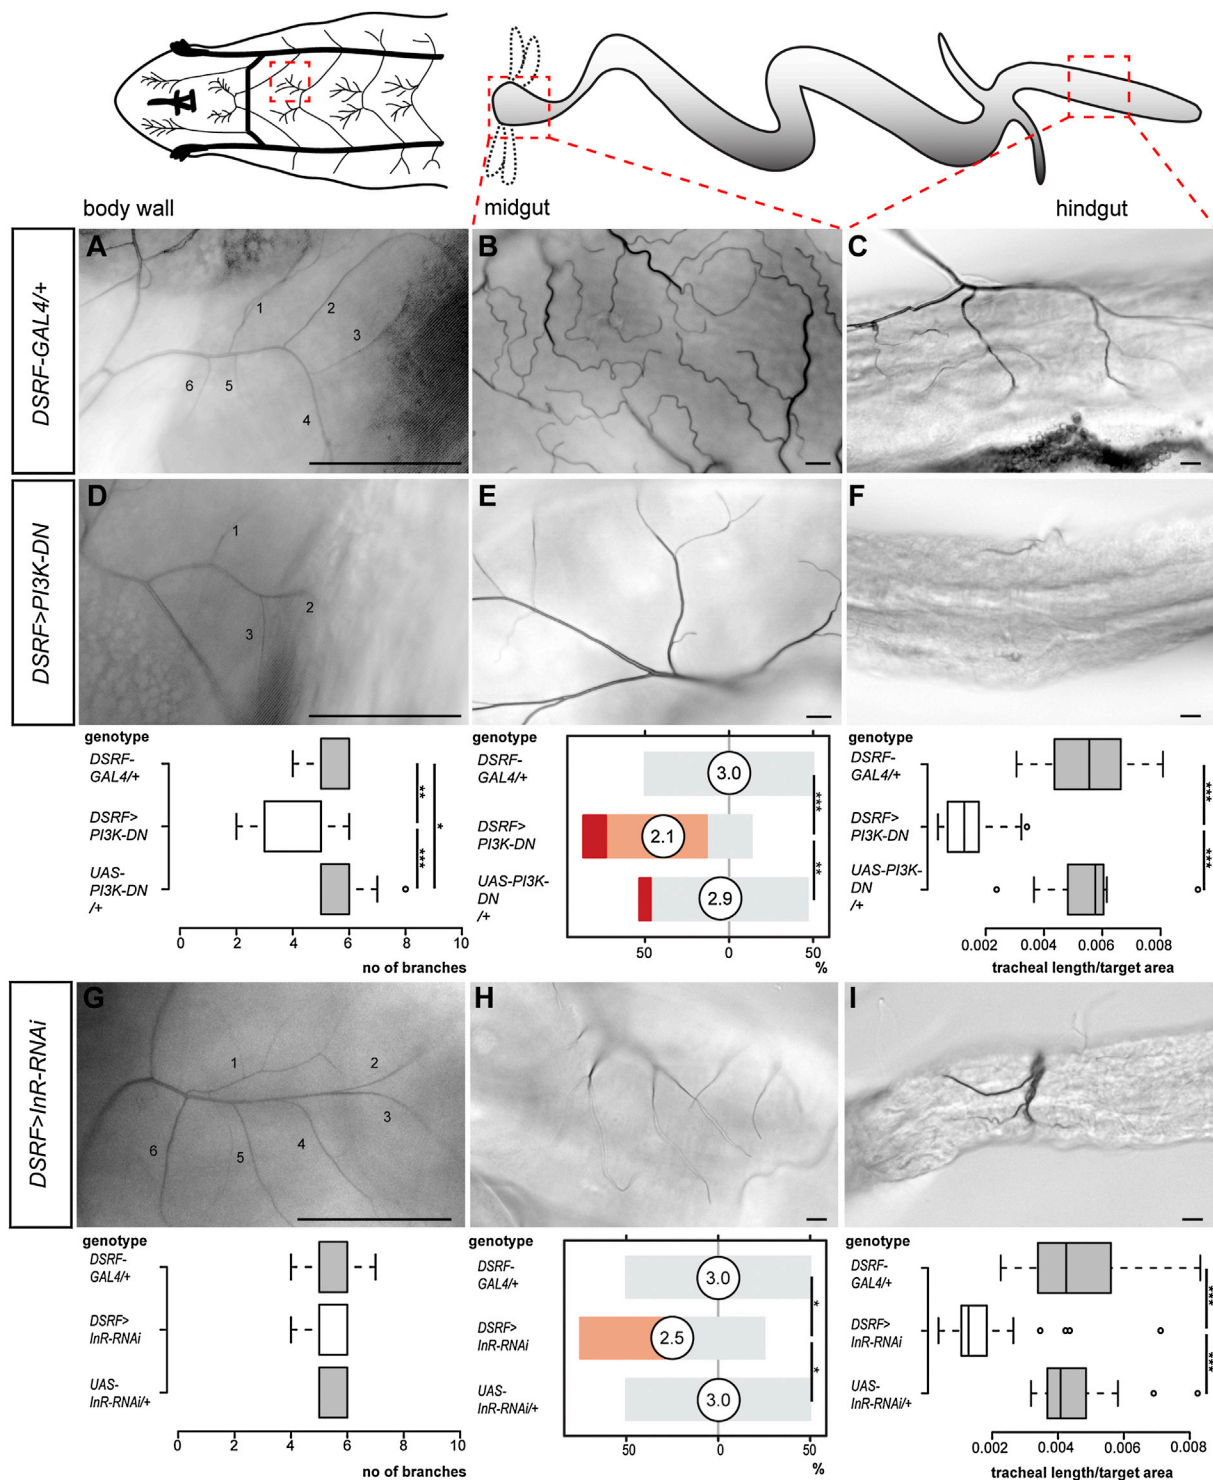 body wall
midgut
hindgut
DSRF-GAL4/+
A
1
2
3
6
5
4
B
C
DSRF>PI3K-DN
D
1
2
3
E
F
genotype
DSRF-
GAL4/+
DSRF>
PI3K-DN
UAS-
PI3K-DN
/+
**
***
*
0
2
4
6
8
10
no of branches
genotype
DSRF-
GAL4/+
DSRF>
PI3K-DN
UAS-PI3K-
DN
/+
3.0
2.1
2.9
***
**
50
0
50
%
genotype
DSRF-
GAL4/+
DSRF>
PI3K-DN
UAS-PI3K-
DN
/+
***
***
0.002
0.004
0.006
0.008
tracheal length/target area
DSRF>InR-RNAi
G
1
2
3
4
5
6
H
I
genotype
DSRF-
GAL4/+
DSRF>
InR-RNAi
UAS-
InR-RNAi/+
0
2
4
6
8
10
no of branches
genotype
DSRF-
GAL4/+
DSRF>
InR-RNAi
UAS-
InR-RNAi/+
3.0
2.5
3.0
*
*
50
0
50
%
genotype
DSRF-
GAL4/+
DSRF>
InR-RNAi
UAS-
InR-RNAi/+
***
***
0.002
0.004
0.006
0.008
tracheal length/target area